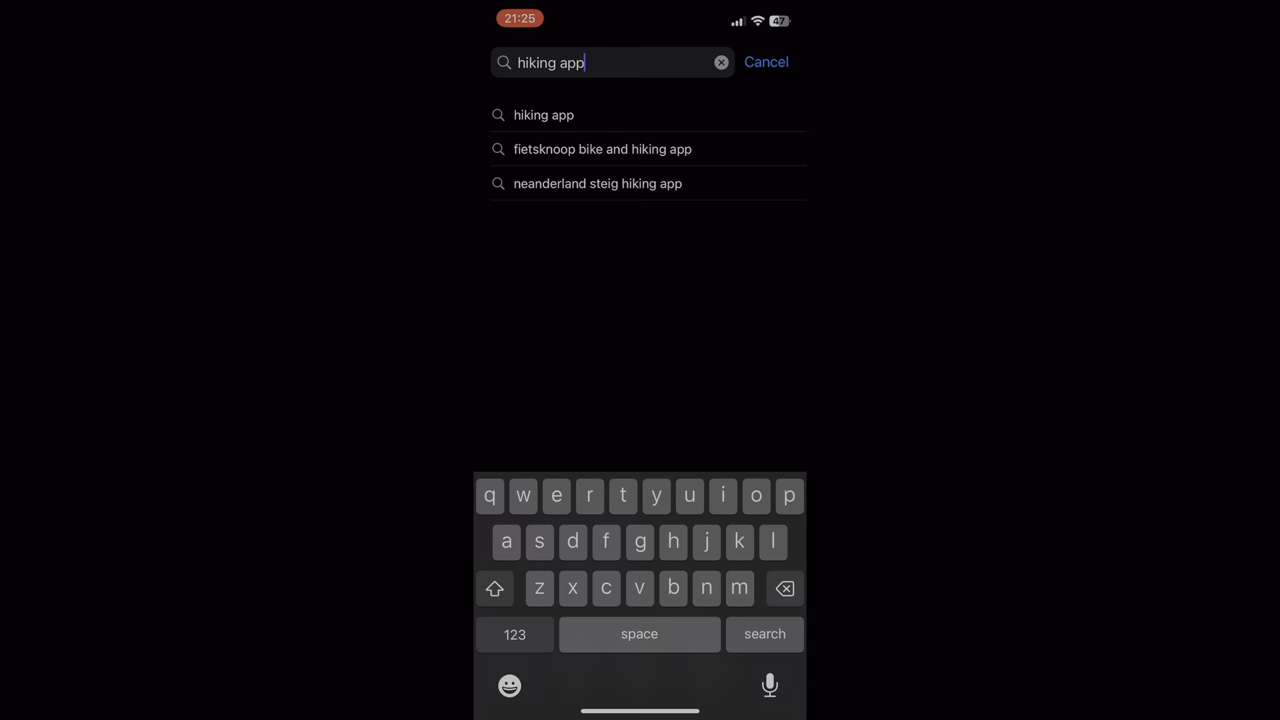 21:25
47
hiking app
Cancel
hiking app
fietsknoop bike and hiking app
neanderland steig hiking app
q w e r t y u i o p
a s d f g h j k l
z x c v b n m
123 space search